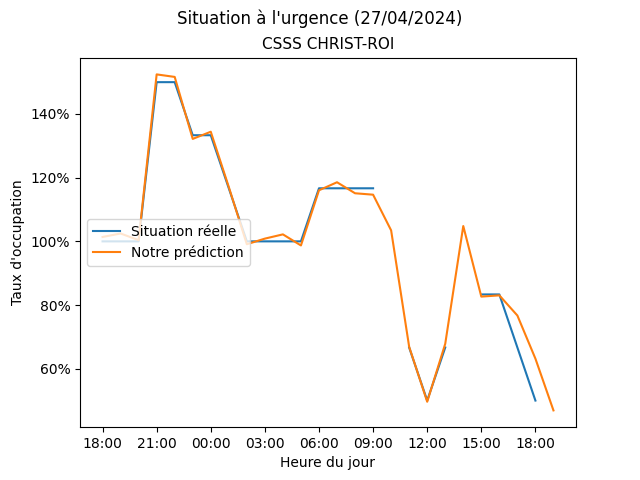 Situation à l'urgence (27/04/2024)
CSSS CHRIST-ROI
Taux d'occupation
140%
120%
100%
80%
60%
Situation réelle
Notre prédiction
18:00 21:00 00:00 03:00 06:00 09:00 12:00 15:00 18:00
Heure du jour